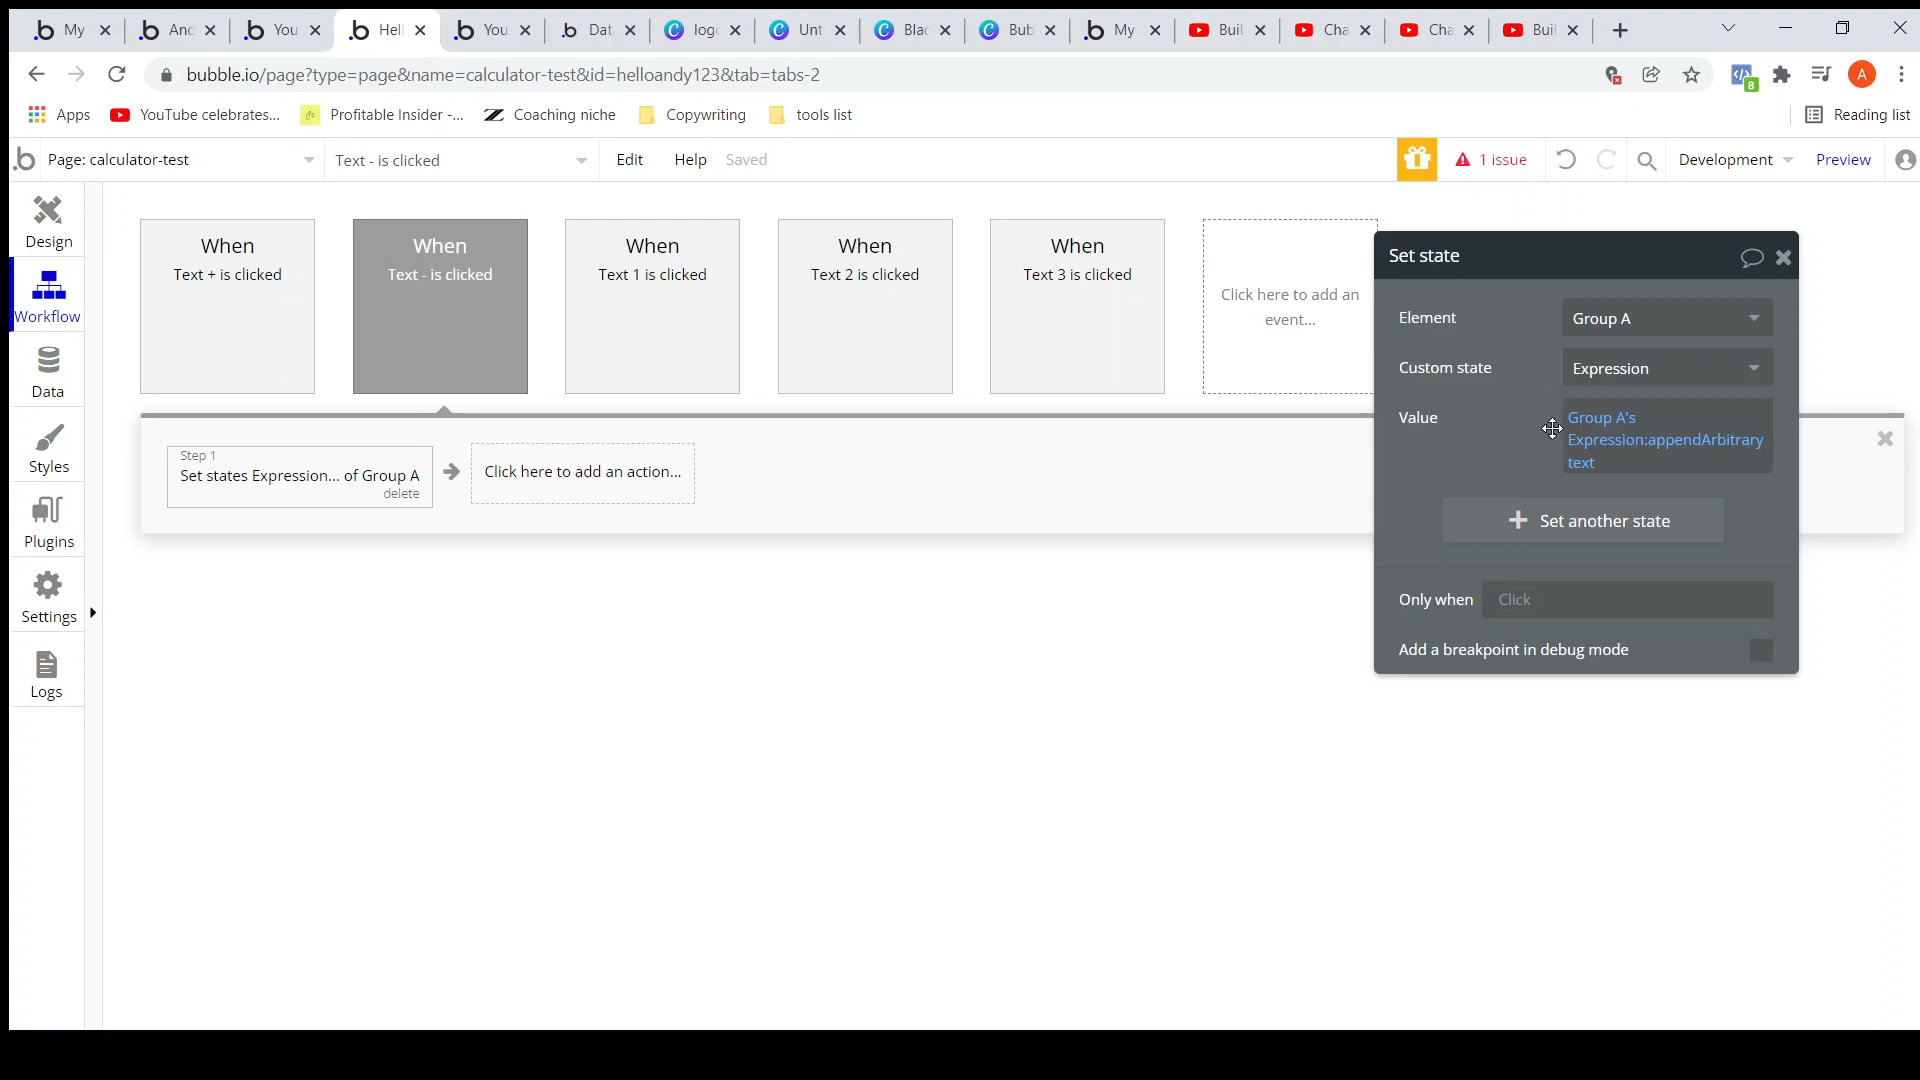 My
Anc
You
Hell
You
Dat
logo
Unt
Blac
Bub
My
Buil
Cha
Cha
Buil
bubble.io/page?type=page&name=calculator-test&id=helloandy123&tab=tabs-2
8
A
Apps
YouTube celebrates...
Profitable Insider -...
Coaching niche
Copywriting
tools list
Reading list
Page: calculator-test
Text - is clicked
Edit
Help
Saved
1 issue
Development
Preview
Design
Workflow
Data
Styles
Plugins
Settings
Logs
When
Text + is clicked
When
Text - is clicked
When
Text 1 is clicked
When
Text 2 is clicked
When
Text 3 is clicked
Click here to add an
event...
Step 1
Set states Expression... of Group A
delete
Click here to add an action...
Set state
Element
Group A
Custom state
Expression
Value
Group A's
Expression:appendArbitrary
text
Set another state
Only when
Click
Add a breakpoint in debug mode